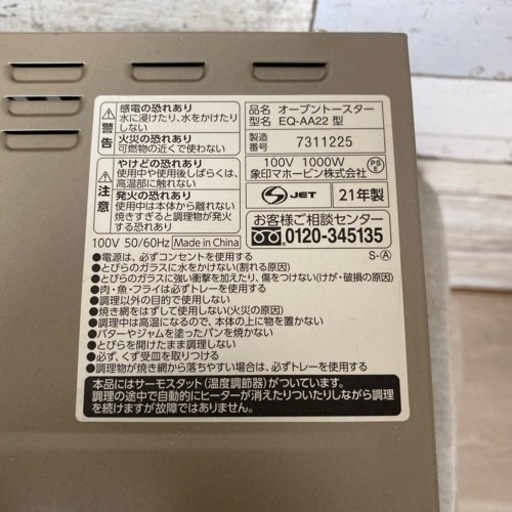 警告
感電の恐れあり
水に浸けたり、水をかけたり
しない
火災の恐れあり
可燃物の近くで使わない
注意
やけどの恐れあり
使用中や使用後しばらくは、
高温部に触れない
発火の恐れあり
使用中は本体から離れない
焼きすぎると調理物が発火
する恐れあり
100V 50/60Hz Made in China
品名 オーブントースター
型名 EQ-AA22 型
製造番号 7311225
100V 1000W
象印マホービン株式会社
PSE
JET 21年製
お客様ご相談センター
0120-345135
S-Ⓐ
●電源は、必ずコンセントを使用する
●とびらのガラスに水をかけない(割れる原因)
●とびらのガラスに強い衝撃を加えたり、傷をつけない(けが・破損の原因)
●肉・魚・フライは必ずトレーを使用する
●調理以外の目的で使用しない
●焼き網をはずして使用しない(火災の原因)
●調理中は高温になるので、本体の上に物を置かない
●バターやジャムを塗ったパンを焼かない
●とびらを開けたまま調理しない
●必ず、くず受皿を取りつける
●調理物が焼き網から落ちやすい場合は、必ずトレーを使用する
本品にはサーモスタット(温度調節器)がついています。
調理の途中で自動的にヒーターが消えたりついたりしながら調理
を続けますが故障ではありません。